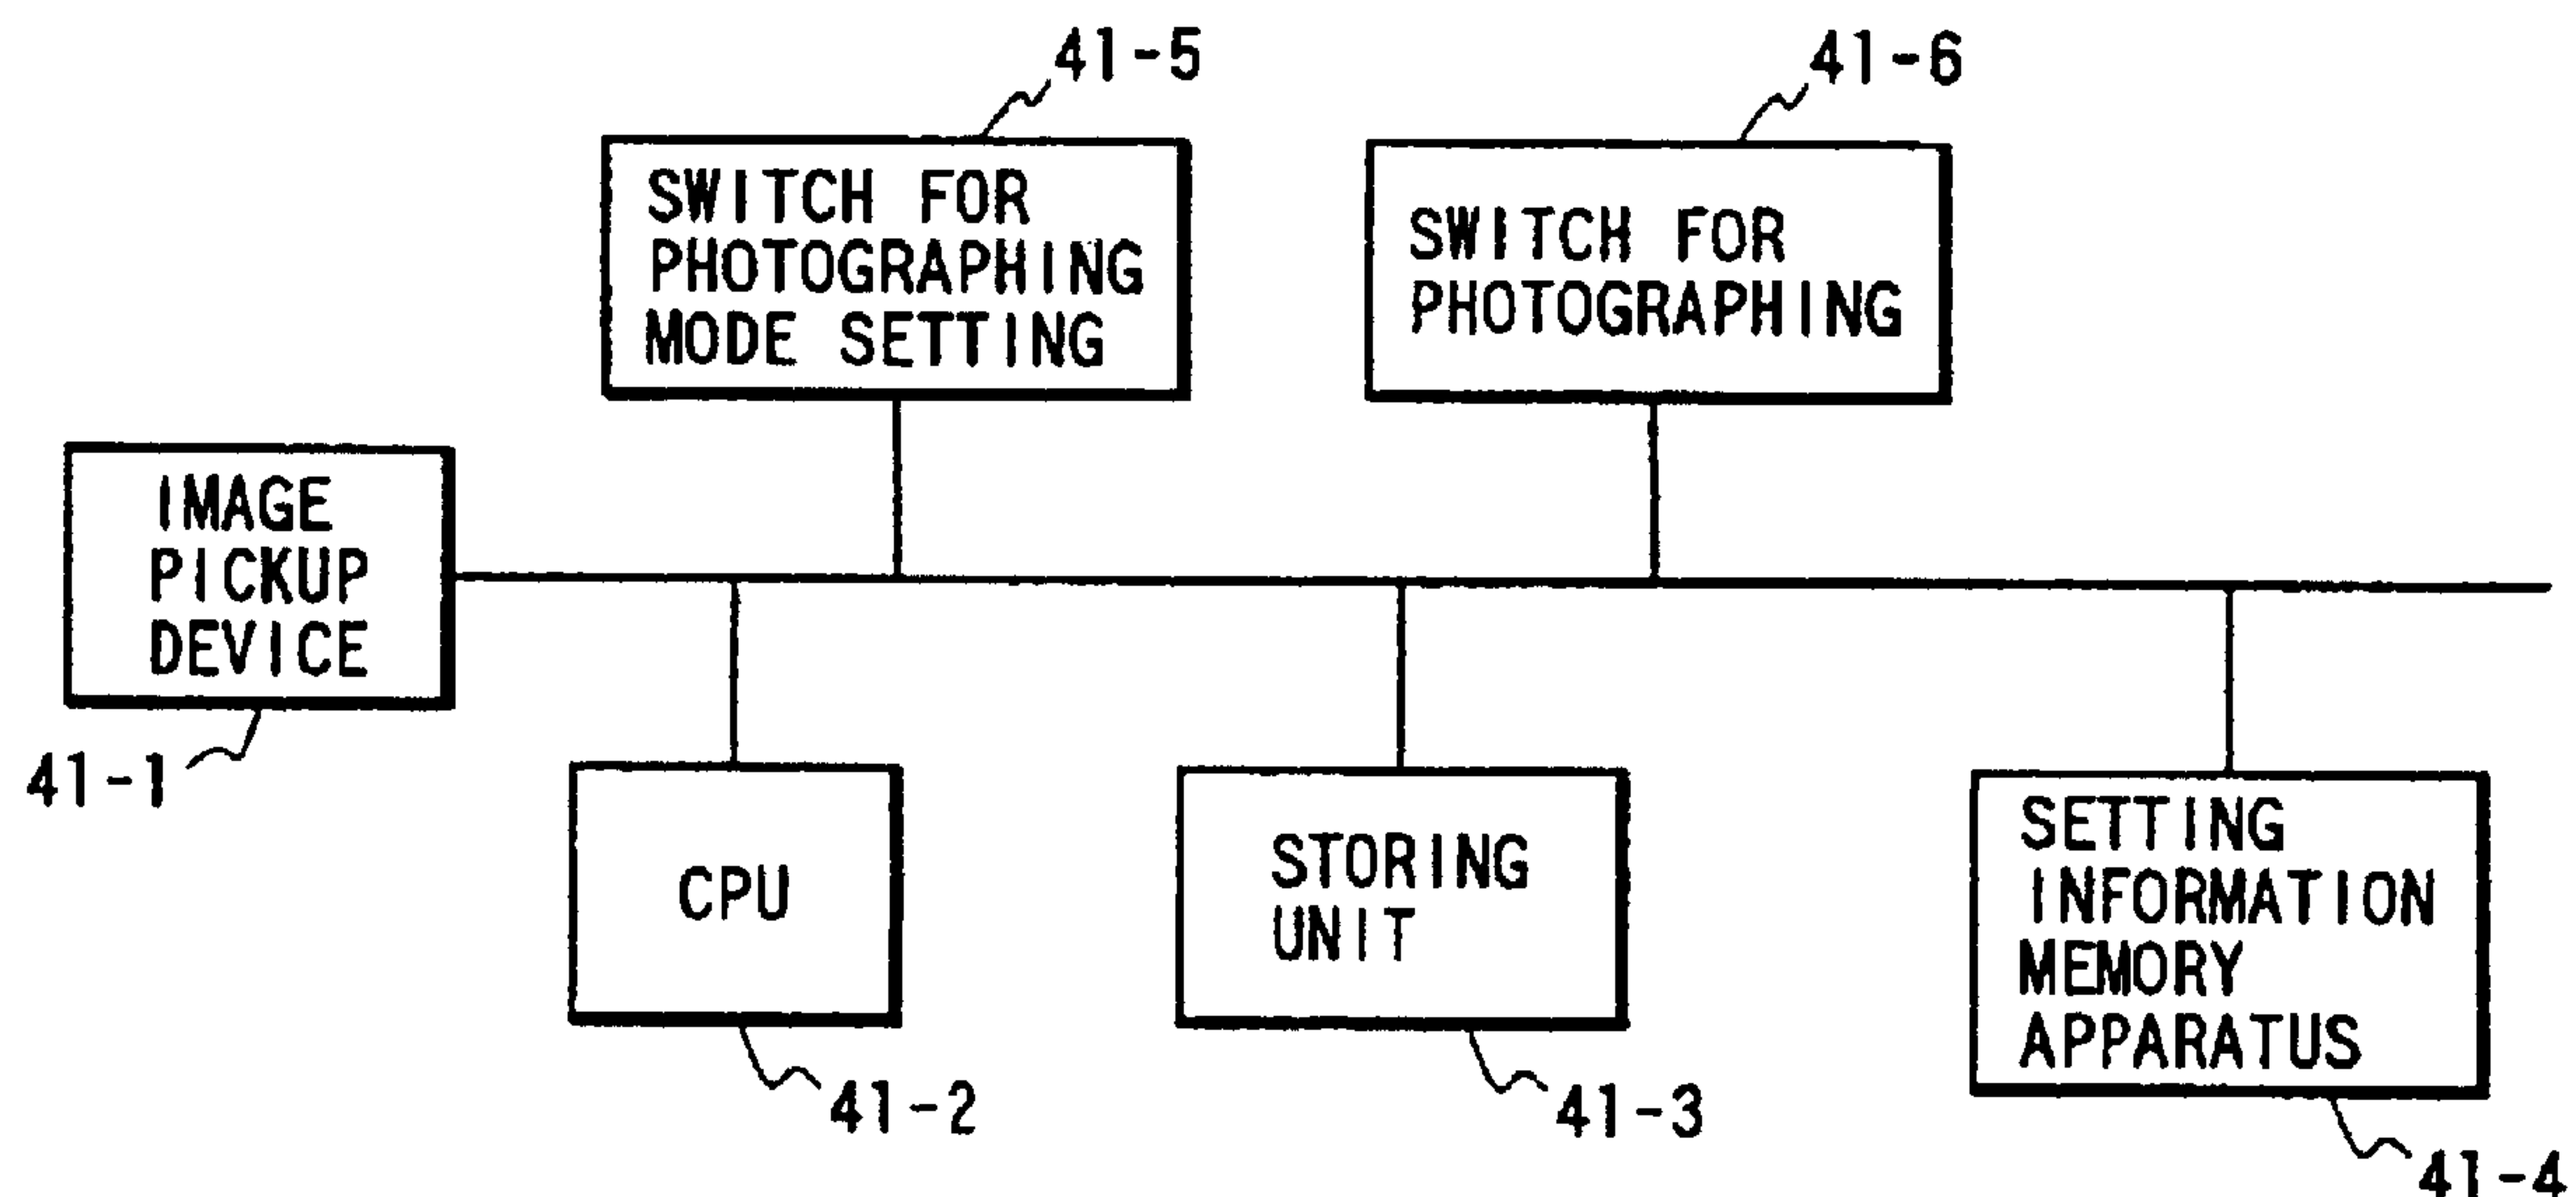 41-5
41-6
SWITCH FOR
PHOTOGRAPHING
MODE SETTING
SWITCH FOR
PHOTOGRAPHING
IMAGE
PICKUP
DEVICE
41-1
CPU
41-2
STORING
UNIT
41-3
SETTING
INFORMATION
MEMORY
APPARATUS
41-4